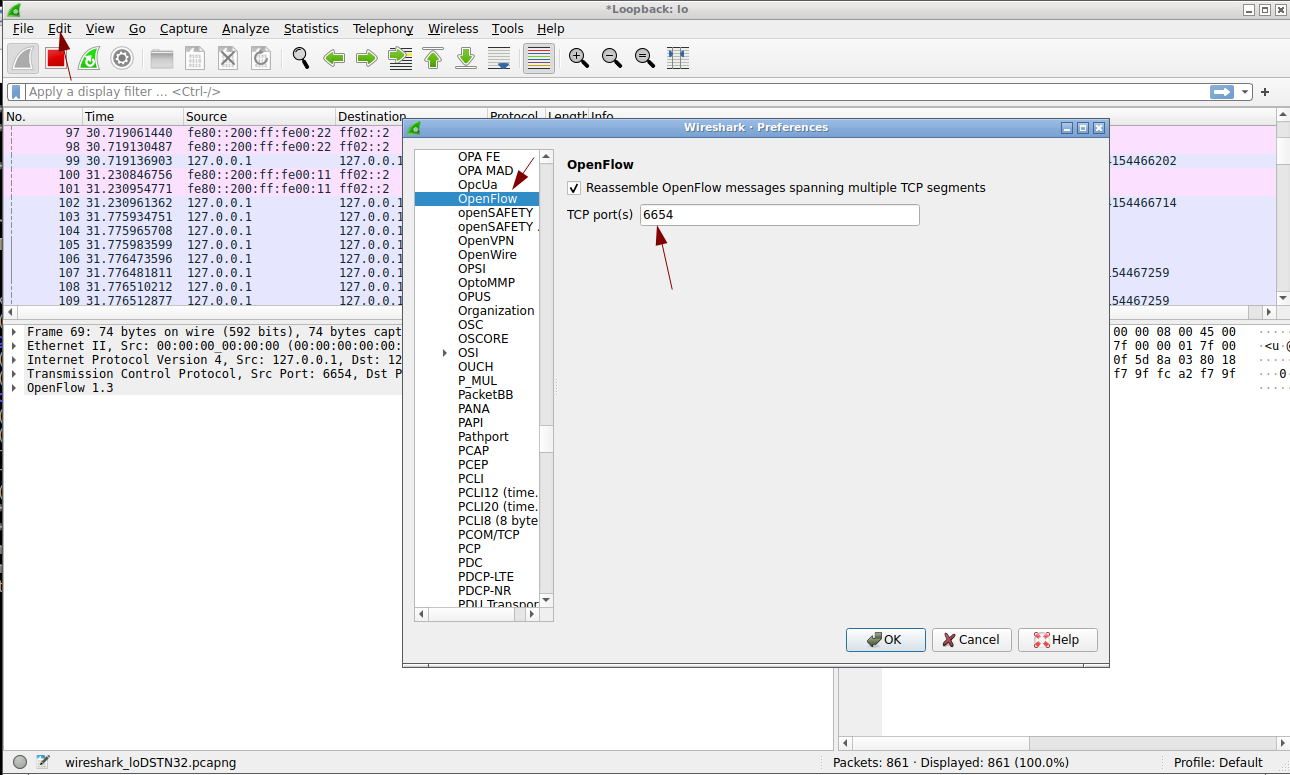 *Loopback: lo
File Edit View Go Capture Analyze Statistics Telephony Wireless Tools Help
Apply a display filter ... <Ctrl-/>
No. Time Source Destination Protocol Length Info
97 30.719061440 fe80::200:ff:fe00:22 ff02::2
98 30.719130487 fe80::200:ff:fe00:22 ff02::2
99 30.719136903 127.0.0.1 127.0.0.1 154466202
100 31.230846756 fe80::200:ff:fe00:11 ff02::2
101 31.230954771 fe80::200:ff:fe00:11 ff02::2
102 31.230961362 127.0.0.1 127.0.0.1 154466714
103 31.775934751 127.0.0.1 127.0.0.1
104 31.775965708 127.0.0.1 127.0.0.1
105 31.775983599 127.0.0.1 127.0.0.1
106 31.776473596 127.0.0.1 127.0.0.1
107 31.776481811 127.0.0.1 127.0.0.1 154467259
108 31.776510212 127.0.0.1 127.0.0.1
109 31.776512877 127.0.0.1 127.0.0.1 154467259
Frame 69: 74 bytes on wire (592 bits), 74 bytes capt
Ethernet II, Src: 00:00:00_00:00:00 (00:00:00:00:00:
Internet Protocol Version 4, Src: 127.0.0.1, Dst: 12
Transmission Control Protocol, Src Port: 6654, Dst P
OpenFlow 1.3
00 00 08 00 45 00
7f 00 00 01 7f 00 ·<u·@
0f 5d 8a 03 80 18
f7 9f fc a2 f7 9f ···0·
Wireshark · Preferences
OPA FE
OPA MAD
OpcUa
OpenFlow
openSAFETY
openSAFETY .
OpenVPN
OpenWire
OPSI
OptoMMP
OPUS
Organization
OSC
OSCORE
OSI
OUCH
P_MUL
PacketBB
PANA
PAPI
Pathport
PCAP
PCEP
PCLI
PCLI12 (time.
PCLI20 (time.
PCLI8 (8 byte
PCOM/TCP
PCP
PDC
PDCP-LTE
PDCP-NR
PDU Transpor
OpenFlow
Reassemble OpenFlow messages spanning multiple TCP segments
TCP port(s) 6654
OK Cancel Help
wireshark_loDSTN32.pcapng
Packets: 861 · Displayed: 861 (100.0%)
Profile: Default